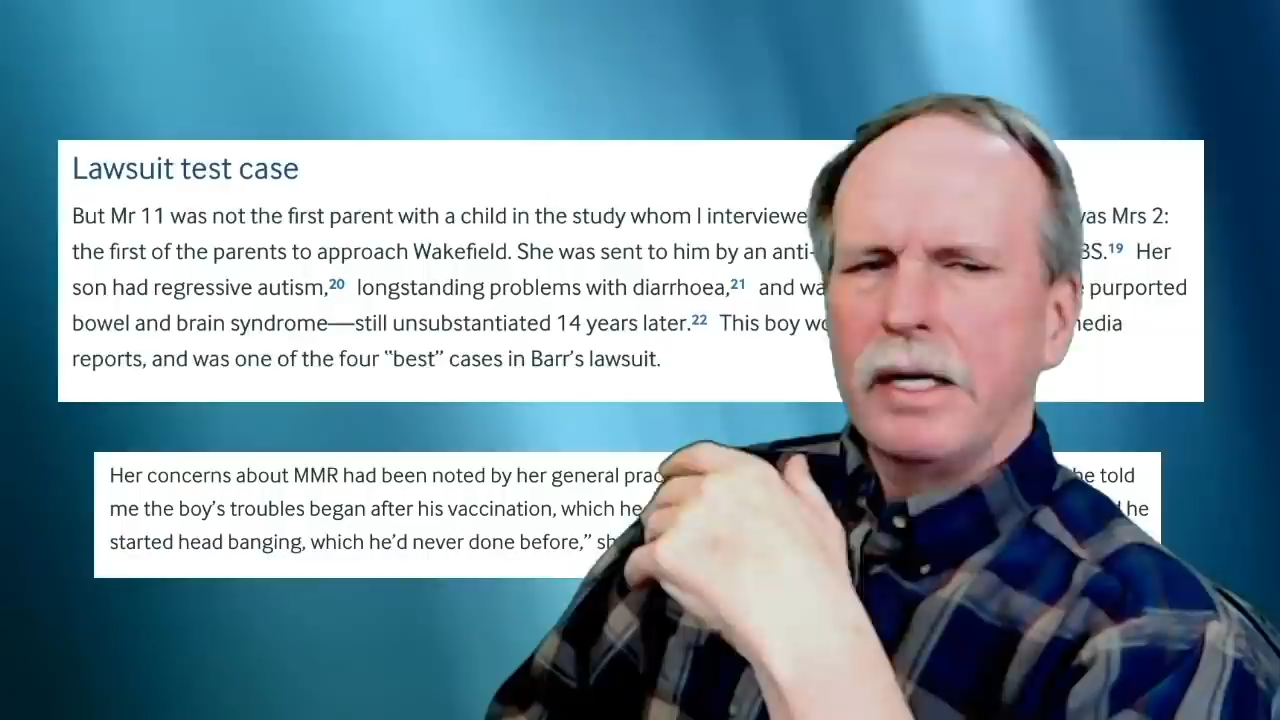 Lawsuit test case
But Mr 11 was not the first parent with a child in the study whom I interviewe was Mrs 2:
the first of the parents to approach Wakefield. She was sent to him by an anti- BS.19 Her
son had regressive autism,20 longstanding problems with diarrhoea,21 and wa purported
bowel and brain syndrome—still unsubstantiated 14 years later.22 This boy wo media
reports, and was one of the four “best” cases in Barr’s lawsuit.
Her concerns about MMR had been noted by her general prac he told
me the boy’s troubles began after his vaccination, which he he
started head banging, which he’d never done before,” sh